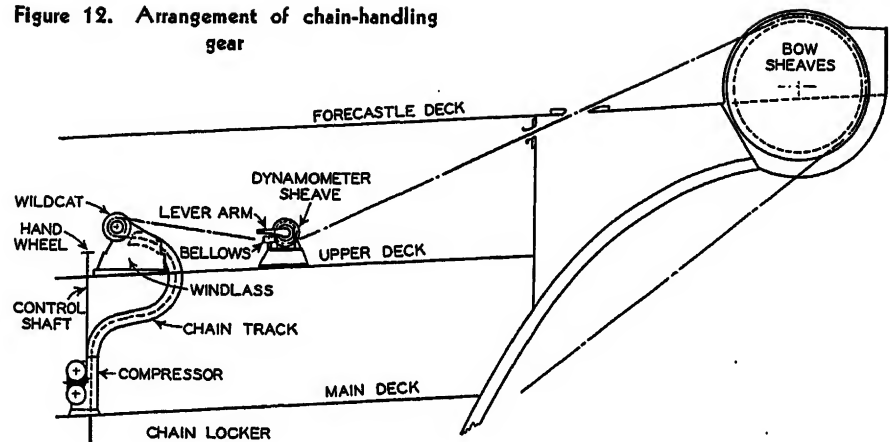 Figure 12. Arrangement of chain-handling
gear
BOW
SHEAVES
FORECASTLE DECK
DYNAMOMETER
SHEAVE
WILDCAT
LEVER ARM
HAND
WHEEL
BELLOWS
UPPER DECK
WINDLASS
CONTROL
SHAFT
CHAIN TRACK
COMPRESSOR
MAIN DECK
CHAIN LOCKER